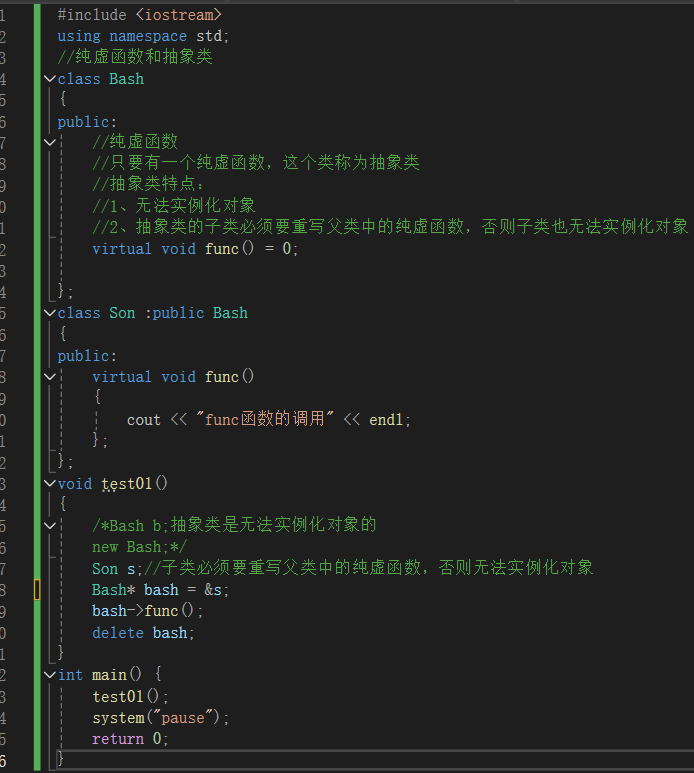 1 #include <iostream>
2 using namespace std;
3 //纯虚函数和抽象类
4 class Bash
5 {
6 public:
7 //纯虚函数
8 //只要有一个纯虚函数，这个类称为抽象类
9 //抽象类特点：
0 //1、无法实例化对象
1 //2、抽象类的子类必须要重写父类中的纯虚函数，否则子类也无法实例化对象
2 virtual void func() = 0;
3
4 };
5 class Son :public Bash
6 {
7 public:
8 virtual void func()
9 {
0 cout << "func函数的调用" << endl;
1 };
2 };
3 void test01()
4 {
5 /*Bash b;抽象类是无法实例化对象的
6 new Bash;*/
7 Son s;//子类必须要重写父类中的纯虚函数，否则无法实例化对象
8 Bash* bash = &s;
9 bash->func();
0 delete bash;
1 }
2 int main() {
3 test01();
4 system("pause");
5 return 0;
6 }